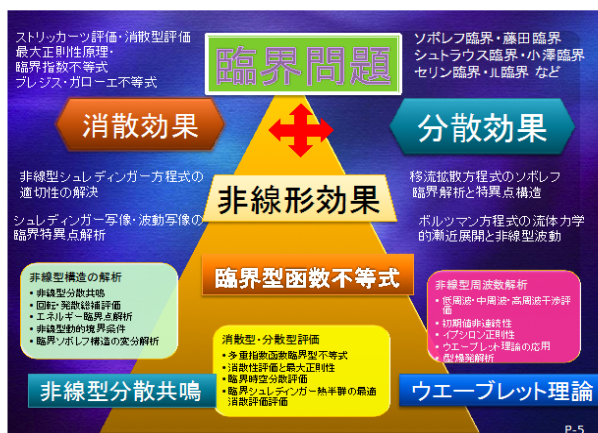 ストリッカーツ評価・消散型評価
最大正則性原理・
臨界指数不等式
ブレジス・ガローエ不等式
臨界問題
ソボレフ臨界・藤田臨界
シュトラウス臨界・小澤臨界
セリン臨界・JL臨界 など
消散効果
分散効果
非線型シュレディンガー方程式の
適切性の解決
シュレディンガー写像・波動写像の
臨界特異点解析
非線形効果
移流拡散方程式のソボレフ
臨界解析と特異点構造
ボルツマン方程式の流体力学
的漸近展開と非線型波動
臨界型函数不等式
非線型構造の解析
• 非線型分散共鳴
• 回転・発散総補評価
• エネルギー臨界点解析
• 非線型動的境界条件
• 臨界ソボレフ構造の変分解析
消散型・分散型評価
• 多重指数函数臨界型不等式
• 消散性評価と最大正則性
• 臨界時空分散評価
• 臨界シュレディンガー熱半群の最適
消散評価評価
非線型周波数解析
• 低周波・中周波・高周波干渉評
価
• 初期値非連続性
• イプシロン正則性
• ウエーブレット理論の応用
型爆発解析
非線型分散共鳴
ウエーブレット理論
P-5